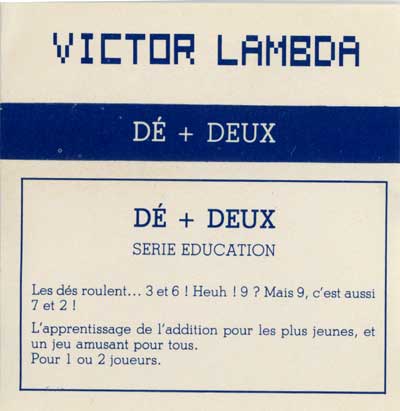 VICTOR LAMBDA
DÉ + DEUX
DÉ + DEUX
SERIE EDUCATION
Les dés roulent... 3 et 6 ! Heuh ! 9 ? Mais 9, c'est aussi
7 et 2 !
L'apprentissage de l'addition pour les plus jeunes, et
un jeu amusant pour tous.
Pour 1 ou 2 joueurs.